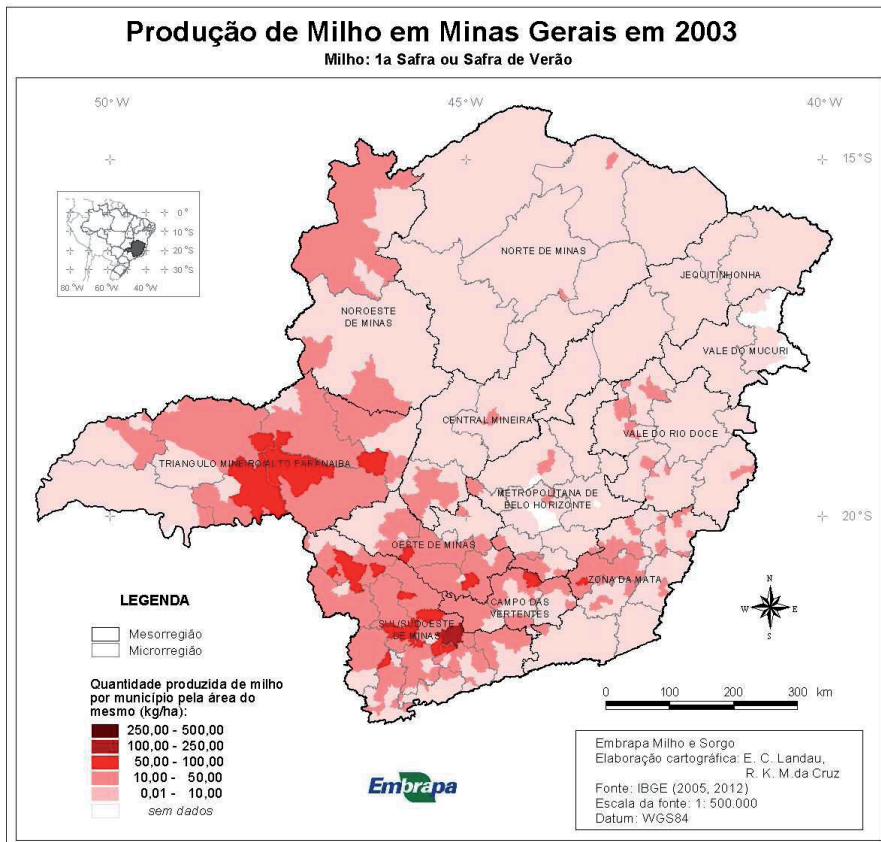 Produção de Milho em Minas Gerais em 2003
Milho: 1a Safra ou Safra de Verão
50° W
45° W
40° W
15° S
0° S
10° S
20° S
30° S
80° W 60° W 40° W
NORTE DE MINAS
JEQUITINHONHA
NOROESTE
DE MINAS
VALE DO MUCURI
CENTRAL MINEIRA
VALE DO RIO DOCE
TRIANGULO MINEIRO/ALTO PARANAIBA
METROPOLITANA DE
BELO HORIZONTE
20° S
OESTE DE MINAS
ZONA DA MATA
CAMPO DAS
VERTENTES
SUL/SUDOESTE
DE MINAS
N
W E
S
LEGENDA
Mesorregião
Microrregião
Quantidade produzida de milho
por município pela área do
mesmo (kg/ha):
250,00 - 500,00
100,00 - 250,00
50,00 - 100,00
10,00 - 50,00
0,01 - 10,00
sem dados
0 100 200 300 km
Embrapa
Embrapa Milho e Sorgo
Elaboração cartográfica: E. C. Landau,
R. K. M.da Cruz
Fonte: IBGE (2005, 2012)
Escala da fonte: 1: 500.000
Datum: WGS84